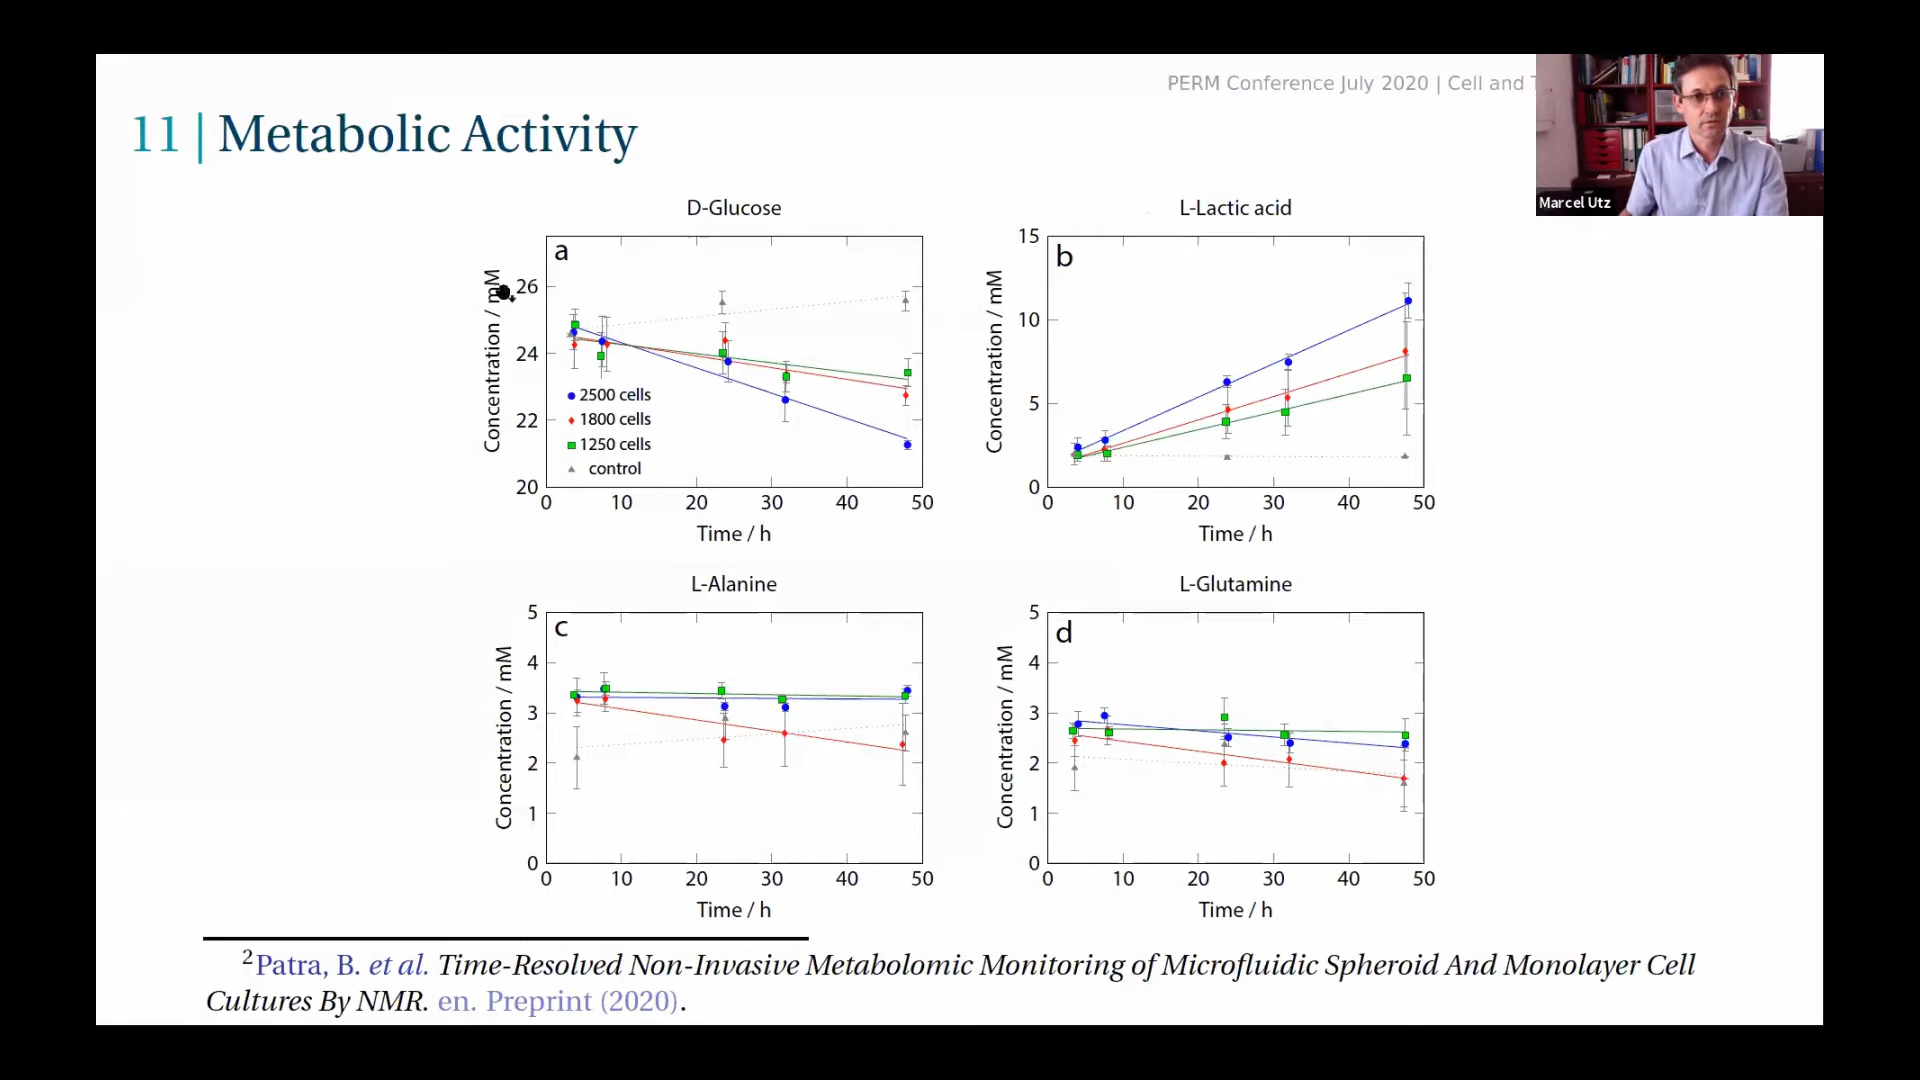 PERM Conference July 2020 | Cell and
11 | Metabolic Activity
Marcel Utz
D-Glucose
a
Concentration / mM
26
24
22
20
2500 cells
1800 cells
1250 cells
control
0 10 20 30 40 50
Time / h
L-Lactic acid
b
Concentration / mM
15
10
5
0
0 10 20 30 40 50
Time / h
L-Alanine
c
Concentration / mM
5
4
3
2
1
0
0 10 20 30 40 50
Time / h
L-Glutamine
d
Concentration / mM
5
4
3
2
1
0
0 10 20 30 40 50
Time / h
2Patra, B. et al. Time-Resolved Non-Invasive Metabolomic Monitoring of Microfluidic Spheroid And Monolayer Cell
Cultures By NMR. en. Preprint (2020).